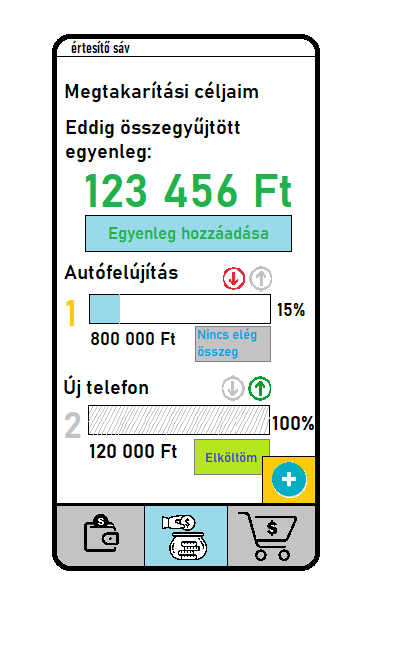 értesítő sáv
Megtakarítási céljaim
Eddig összegyűjtött
egyenleg:
123 456 Ft
Egyenleg hozzáadása
Autófelújítás
1
15%
800 000 Ft
Nincs elég
összeg
Új telefon
2
100%
120 000 Ft
Elköltöm
+
$
$
$